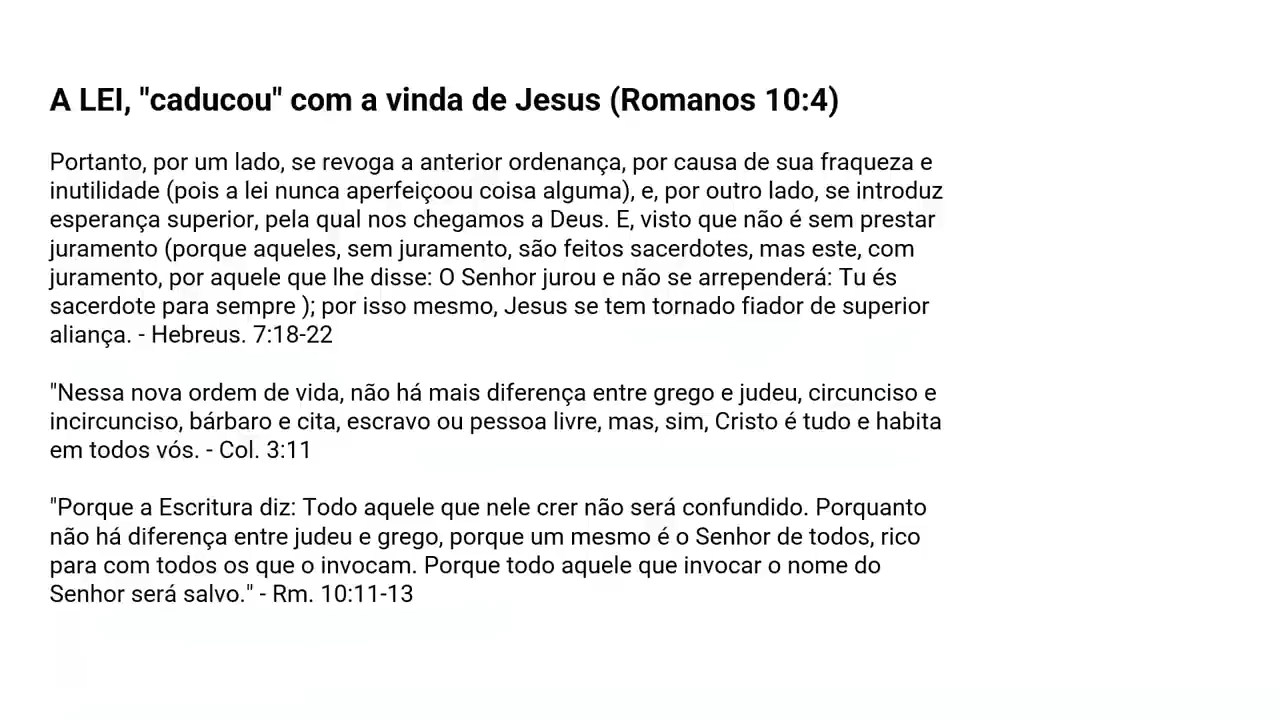 A LEI, "caducou" com a vinda de Jesus (Romanos 10:4)
Portanto, por um lado, se revoga a anterior ordenança, por causa de sua fraqueza e
inutilidade (pois a lei nunca aperfeiçoou coisa alguma), e, por outro lado, se introduz
esperança superior, pela qual nos chegamos a Deus. E, visto que não é sem prestar
juramento (porque aqueles, sem juramento, são feitos sacerdotes, mas este, com
juramento, por aquele que lhe disse: O Senhor jurou e não se arrependerá: Tu és
sacerdote para sempre ); por isso mesmo, Jesus se tem tornado fiador de superior
aliança. - Hebreus. 7:18-22
"Nessa nova ordem de vida, não há mais diferença entre grego e judeu, circunciso e
incircunciso, bárbaro e cita, escravo ou pessoa livre, mas, sim, Cristo é tudo e habita
em todos vós. - Col. 3:11
"Porque a Escritura diz: Todo aquele que nele crer não será confundido. Porquanto
não há diferença entre judeu e grego, porque um mesmo é o Senhor de todos, rico
para com todos os que o invocam. Porque todo aquele que invocar o nome do
Senhor será salvo." - Rm. 10:11-13